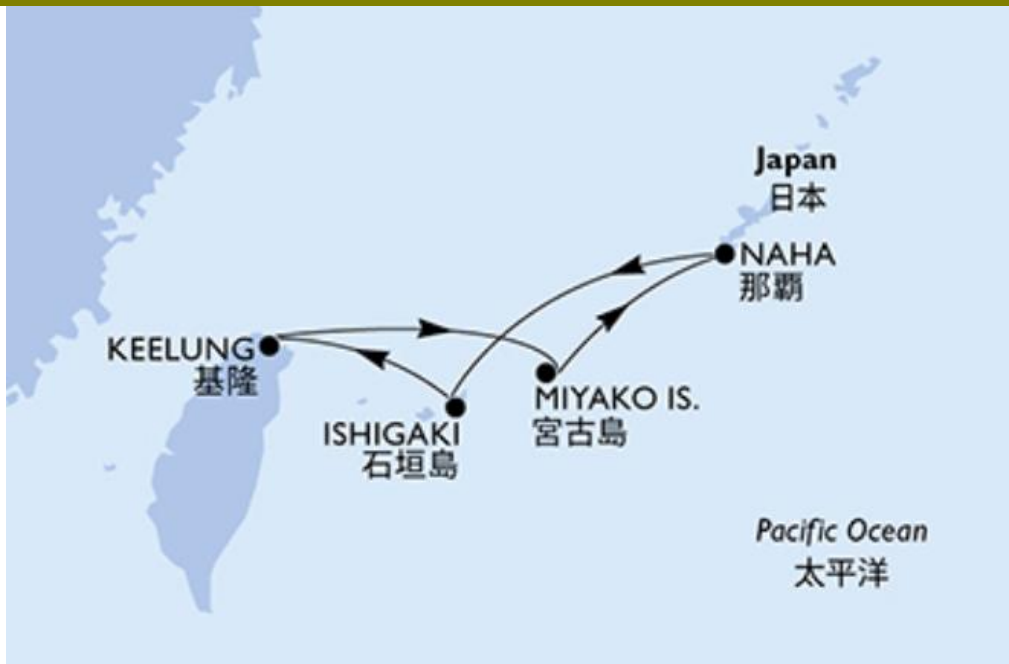 Japan
日本
NAHA
那覇
KEELUNG
基隆
MIYAKO IS.
宮古島
ISHIGAKI
石垣島
Pacific Ocean
太平洋